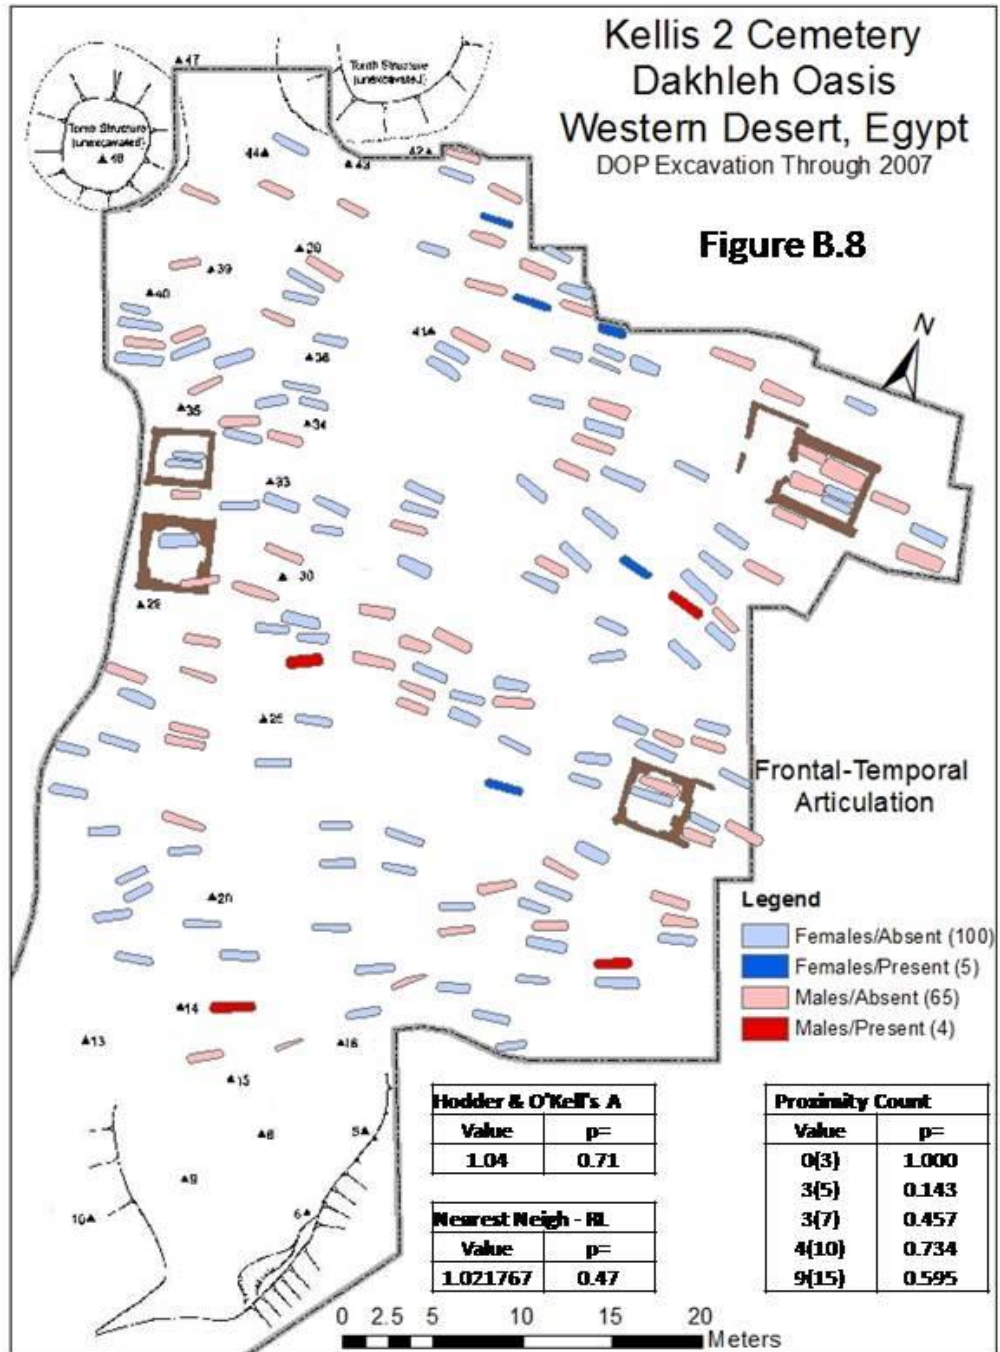 Kellis 2 Cemetery
Dakhleh Oasis
Western Desert, Egypt
DOP Excavation Through 2007
Figure B.8
47
Tomb Structure
(unexcavated)
Tomb Structure
(unexcavated)
44
43
42
39
40
41
36
35
34
33
30
29
N
25
20
14
13
16
15
8
5
9
10
6
Frontal-Temporal
Articulation
Legend
Females/Absent (100)
Females/Present (5)
Males/Absent (65)
Males/Present (4)
Hodder & O'Kell's A
Value p=
1.04 0.71
Nearest Neigh - RL
Value p=
1.021767 0.47
Proximity Count
Value p=
0(3) 1.000
3(5) 0.143
3(7) 0.457
4(10) 0.734
9(15) 0.595
0 2.5 5 10 15 20
Meters